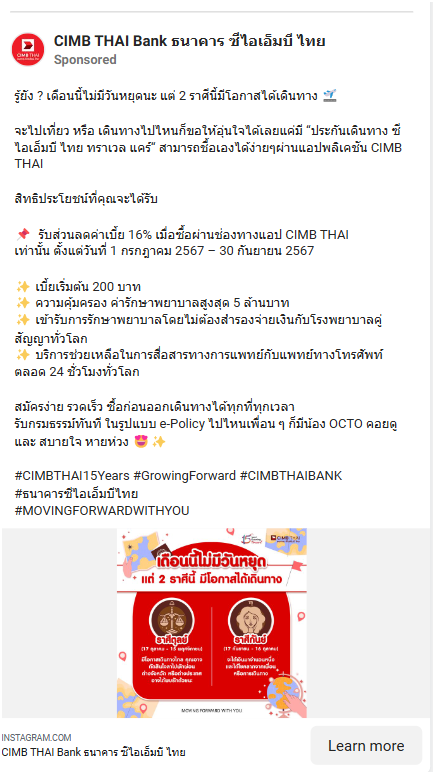 CIMB THAI Bank ธนาคาร ซีไอเอ็มบี ไทย
Sponsored
รู้ยัง ? เดือนนี้ไม่มีวันหยุดนะ แต่ 2 ราศีนี้มีโอกาสได้เดินทาง 🛫
จะไปเที่ยว หรือ เดินทางไปไหนก็ขอให้อุ่นใจได้เลยแค่มี “ประกันเดินทาง ซี
ไอเอ็มบี ไทย ทราเวล แคร์” สามารถซื้อเองได้ง่ายๆผ่านแอปพลิเคชัน CIMB
THAI
สิทธิประโยชน์ที่คุณจะได้รับ
📌 รับส่วนลดค่าเบี้ย 16% เมื่อซื้อผ่านช่องทางแอป CIMB THAI
เท่านั้น ตั้งแต่วันที่ 1 กรกฎาคม 2567 – 30 กันยายน 2567
✨ เบี้ยเริ่มต้น 200 บาท
✨ ความคุ้มครอง ค่ารักษาพยาบาลสูงสุด 5 ล้านบาท
✨ เข้ารับการรักษาพยาบาลโดยไม่ต้องสำรองจ่ายเงินกับโรงพยาบาลคู่
สัญญาทั่วโลก
✨ บริการช่วยเหลือในการสื่อสารทางการแพทย์กับแพทย์ทางโทรศัพท์
ตลอด 24 ชั่วโมงทั่วโลก
สมัครง่าย รวดเร็ว ซื้อก่อนออกเดินทางได้ทุกที่ทุกเวลา
รับกรมธรรม์ทันที ในรูปแบบ e-Policy ไปไหนเพื่อน ๆ ก็มีน้อง OCTO คอยดู
และ สบายใจ หายห่วง 😍 ✨
#CIMBTHAI15Years #GrowingForward #CIMBTHAIBANK
#ธนาคารซีไอเอ็มบีไทย
#MOVINGFORWARDWITHYOU
CIMB THAI
เดือนนี้ไม่มีวันหยุด
แต่ 2 ราศีนี้ มีโอกาสได้เดินทาง
ราศีตุลย์
(17 ตุลาคม - 15 พฤศจิกายน)
ราศีกันย์
(17 กันยายน - 16 ตุลาคม)
MOVING FORWARD WITH YOU
INSTAGRAM.COM
CIMB THAI Bank ธนาคาร ซีไอเอ็มบี ไทย
Learn more